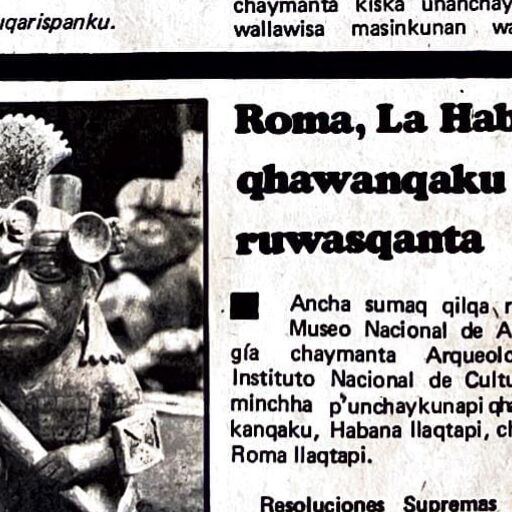 uqarispanku.
chaymanta kiska unanchay
wallawisa masinkunan wa
Roma, La Hab
qhawanqaku
ruwasqanta
Ancha sumaq qilqa
Museo Nacional de A
gía chaymanta Arqueolo
Instituto Nacional de Cultu
minchha p'unchaykunapi qha
kanqaku, Habana llaqtapi, ch
Roma llaqtapi.
Resoluciones Supremas